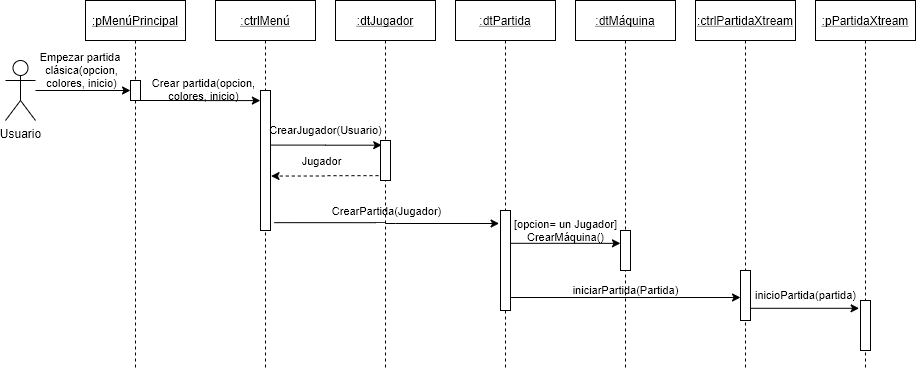 :pMenúPrincipal
:ctrlMenú
:dtJugador
:dtPartida
:dtMáquina
:ctrlPartidaXtream
:pPartidaXtream
Empezar partida
clásica(opcion,
colores, inicio)
Usuario
Crear partida(opcion,
colores, inicio)
CrearJugador(Usuario)
Jugador
CrearPartida(Jugador)
[opcion= un Jugador]
CrearMáquina()
iniciarPartida(Partida)
inicioPartida(partida)